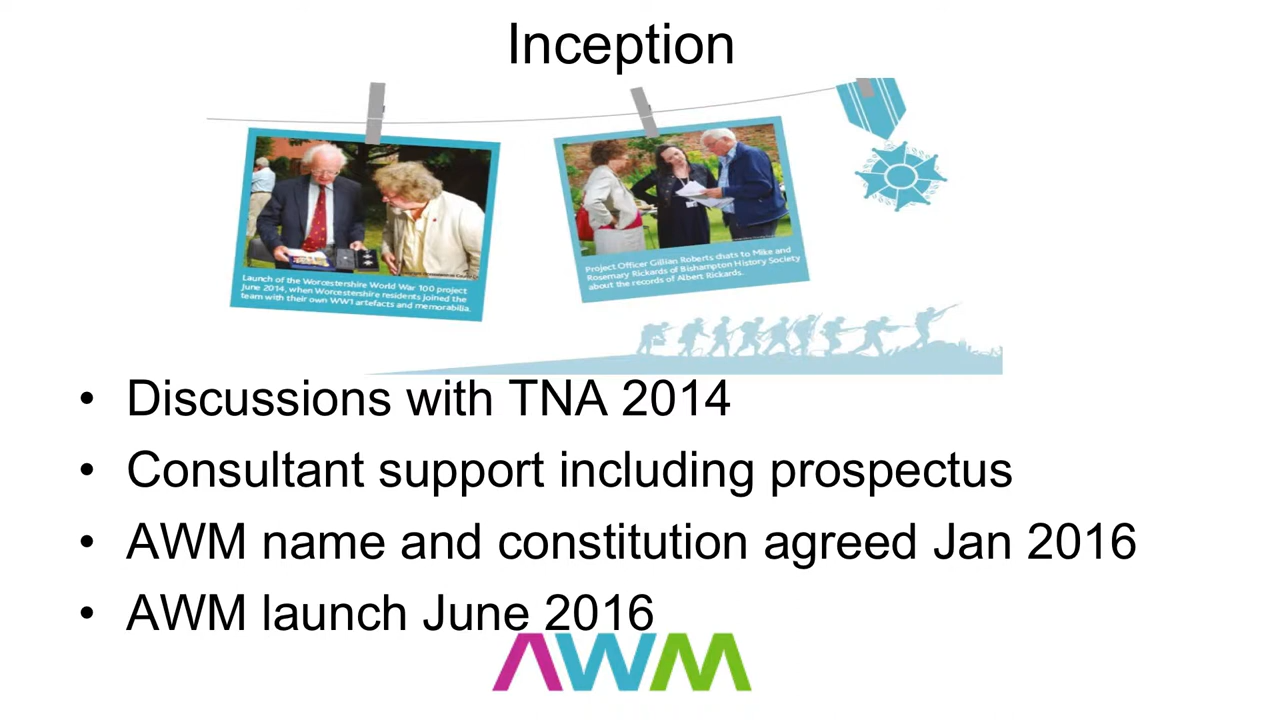 Inception
Launch of the Worcestershire World War 100 project
June 2014, when Worcestershire residents joined the
team with their own WW1 artefacts and memorabilia.
Project Officer Gillian Roberts chats to Mike and
Rosemary Rickards of Bishampton History Society
about the records of Albert Rickards.
• Discussions with TNA 2014
• Consultant support including prospectus
• AWM name and constitution agreed Jan 2016
• AWM launch June 2016
AWM